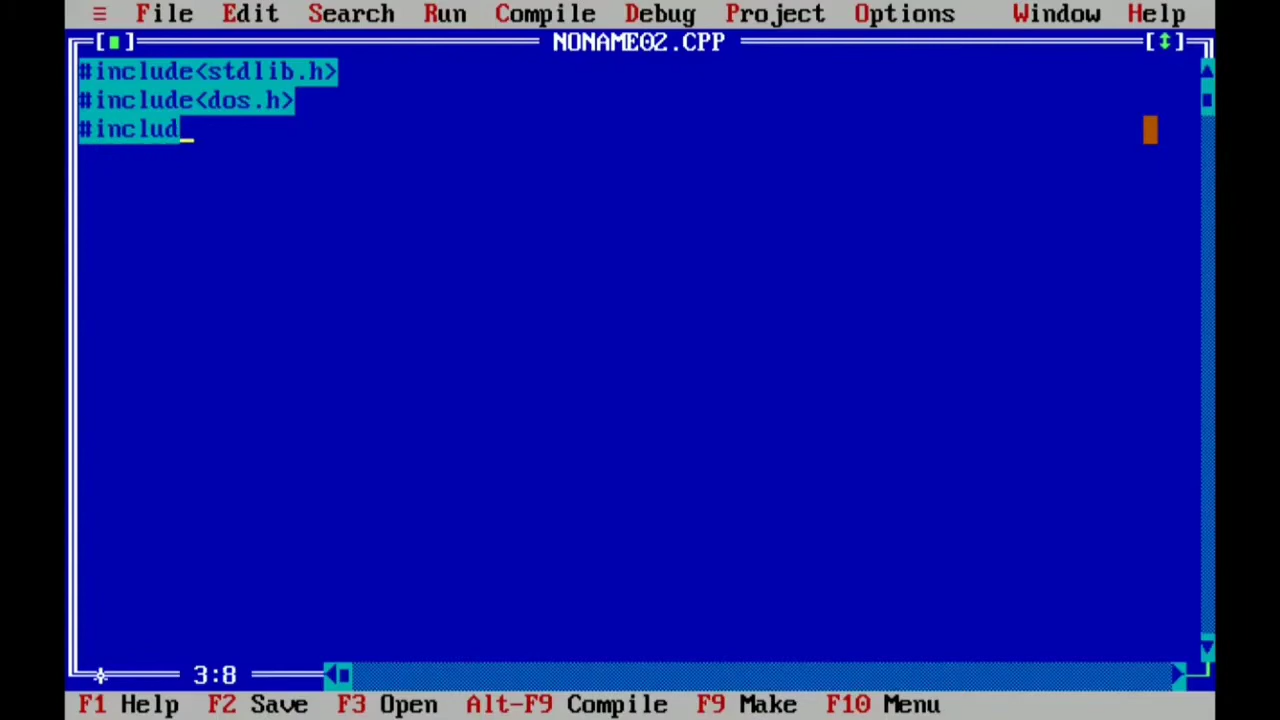 ≡ File Edit Search Run Compile Debug Project Options Window Help
[■] NONAME02.CPP [↕]
#include<stdlib.h>
#include<dos.h>
#includ_
3:8
F1 Help F2 Save F3 Open Alt-F9 Compile F9 Make F10 Menu